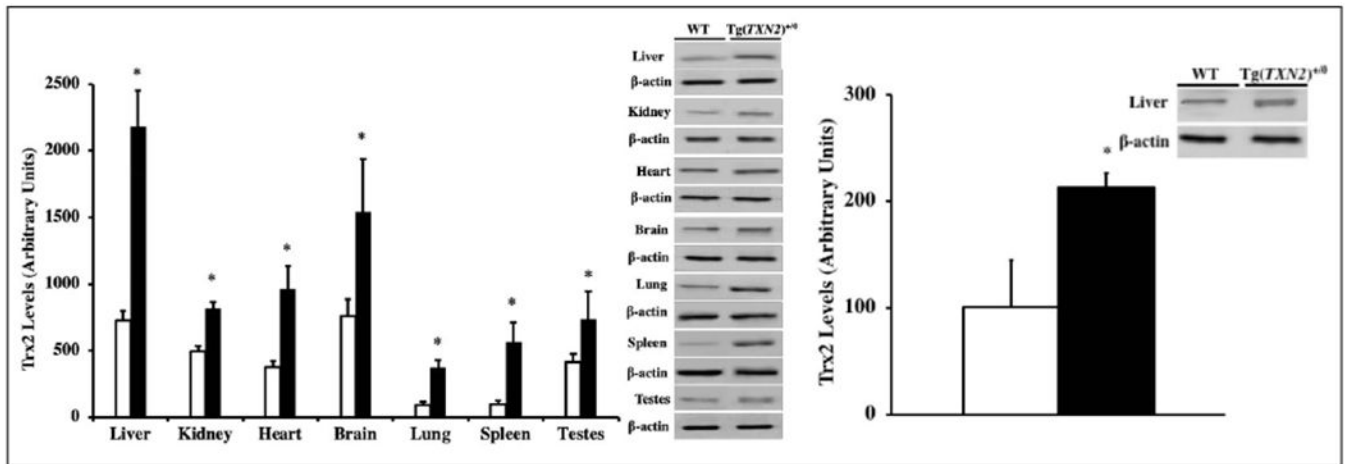 Trx2 Levels (Arbitrary Units)
2500
2000
1500
1000
500
0
*
*
*
*
*
*
*
Liver Kidney Heart Brain Lung Spleen Testes
WT Tg(TXN2)+/0
Liver
β-actin
Kidney
β-actin
Heart
β-actin
Brain
β-actin
Lung
β-actin
Spleen
β-actin
Testes
β-actin
Trx2 Levels (Arbitrary Units)
300
200
100
0
*
WT Tg(TXN2)+/0
Liver
β-actin